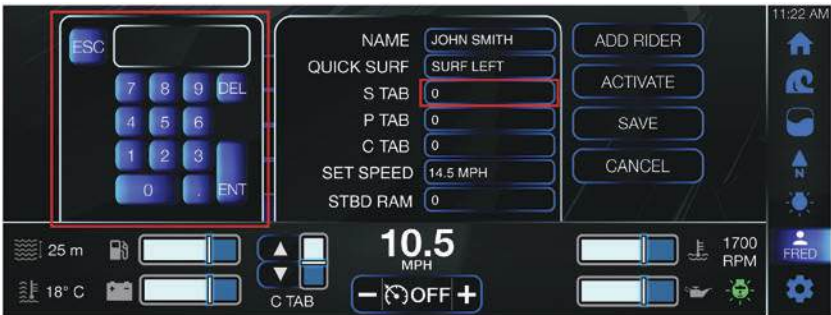 11:22 AM
ESC
7 8 9 DEL
4 5 6
1 2 3
0 . ENT
NAME JOHN SMITH
QUICK SURF SURF LEFT
S TAB 0
P TAB 0
C TAB 0
SET SPEED 14.5 MPH
STBD RAM 0
ADD RIDER
ACTIVATE
SAVE
CANCEL
N
FRED
25 m
18° C
C TAB
10.5
MPH
− OFF +
1700
RPM